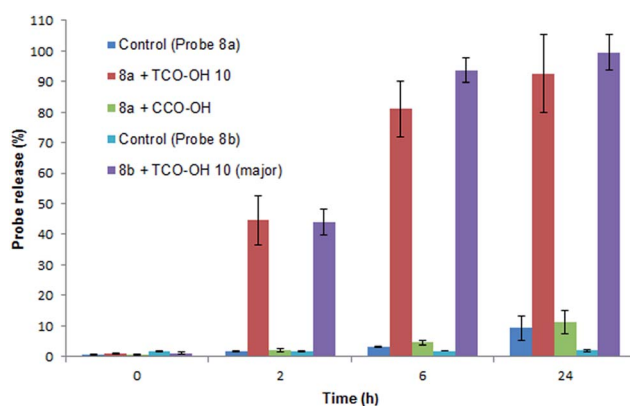 110
100
90
80
70
60
50
40
30
20
10
0
Probe release (%)
Control (Probe 8a)
8a + TCO-OH 10
8a + CCO-OH
Control (Probe 8b)
8b + TCO-OH 10 (major)
0 2 6 24
Time (h)